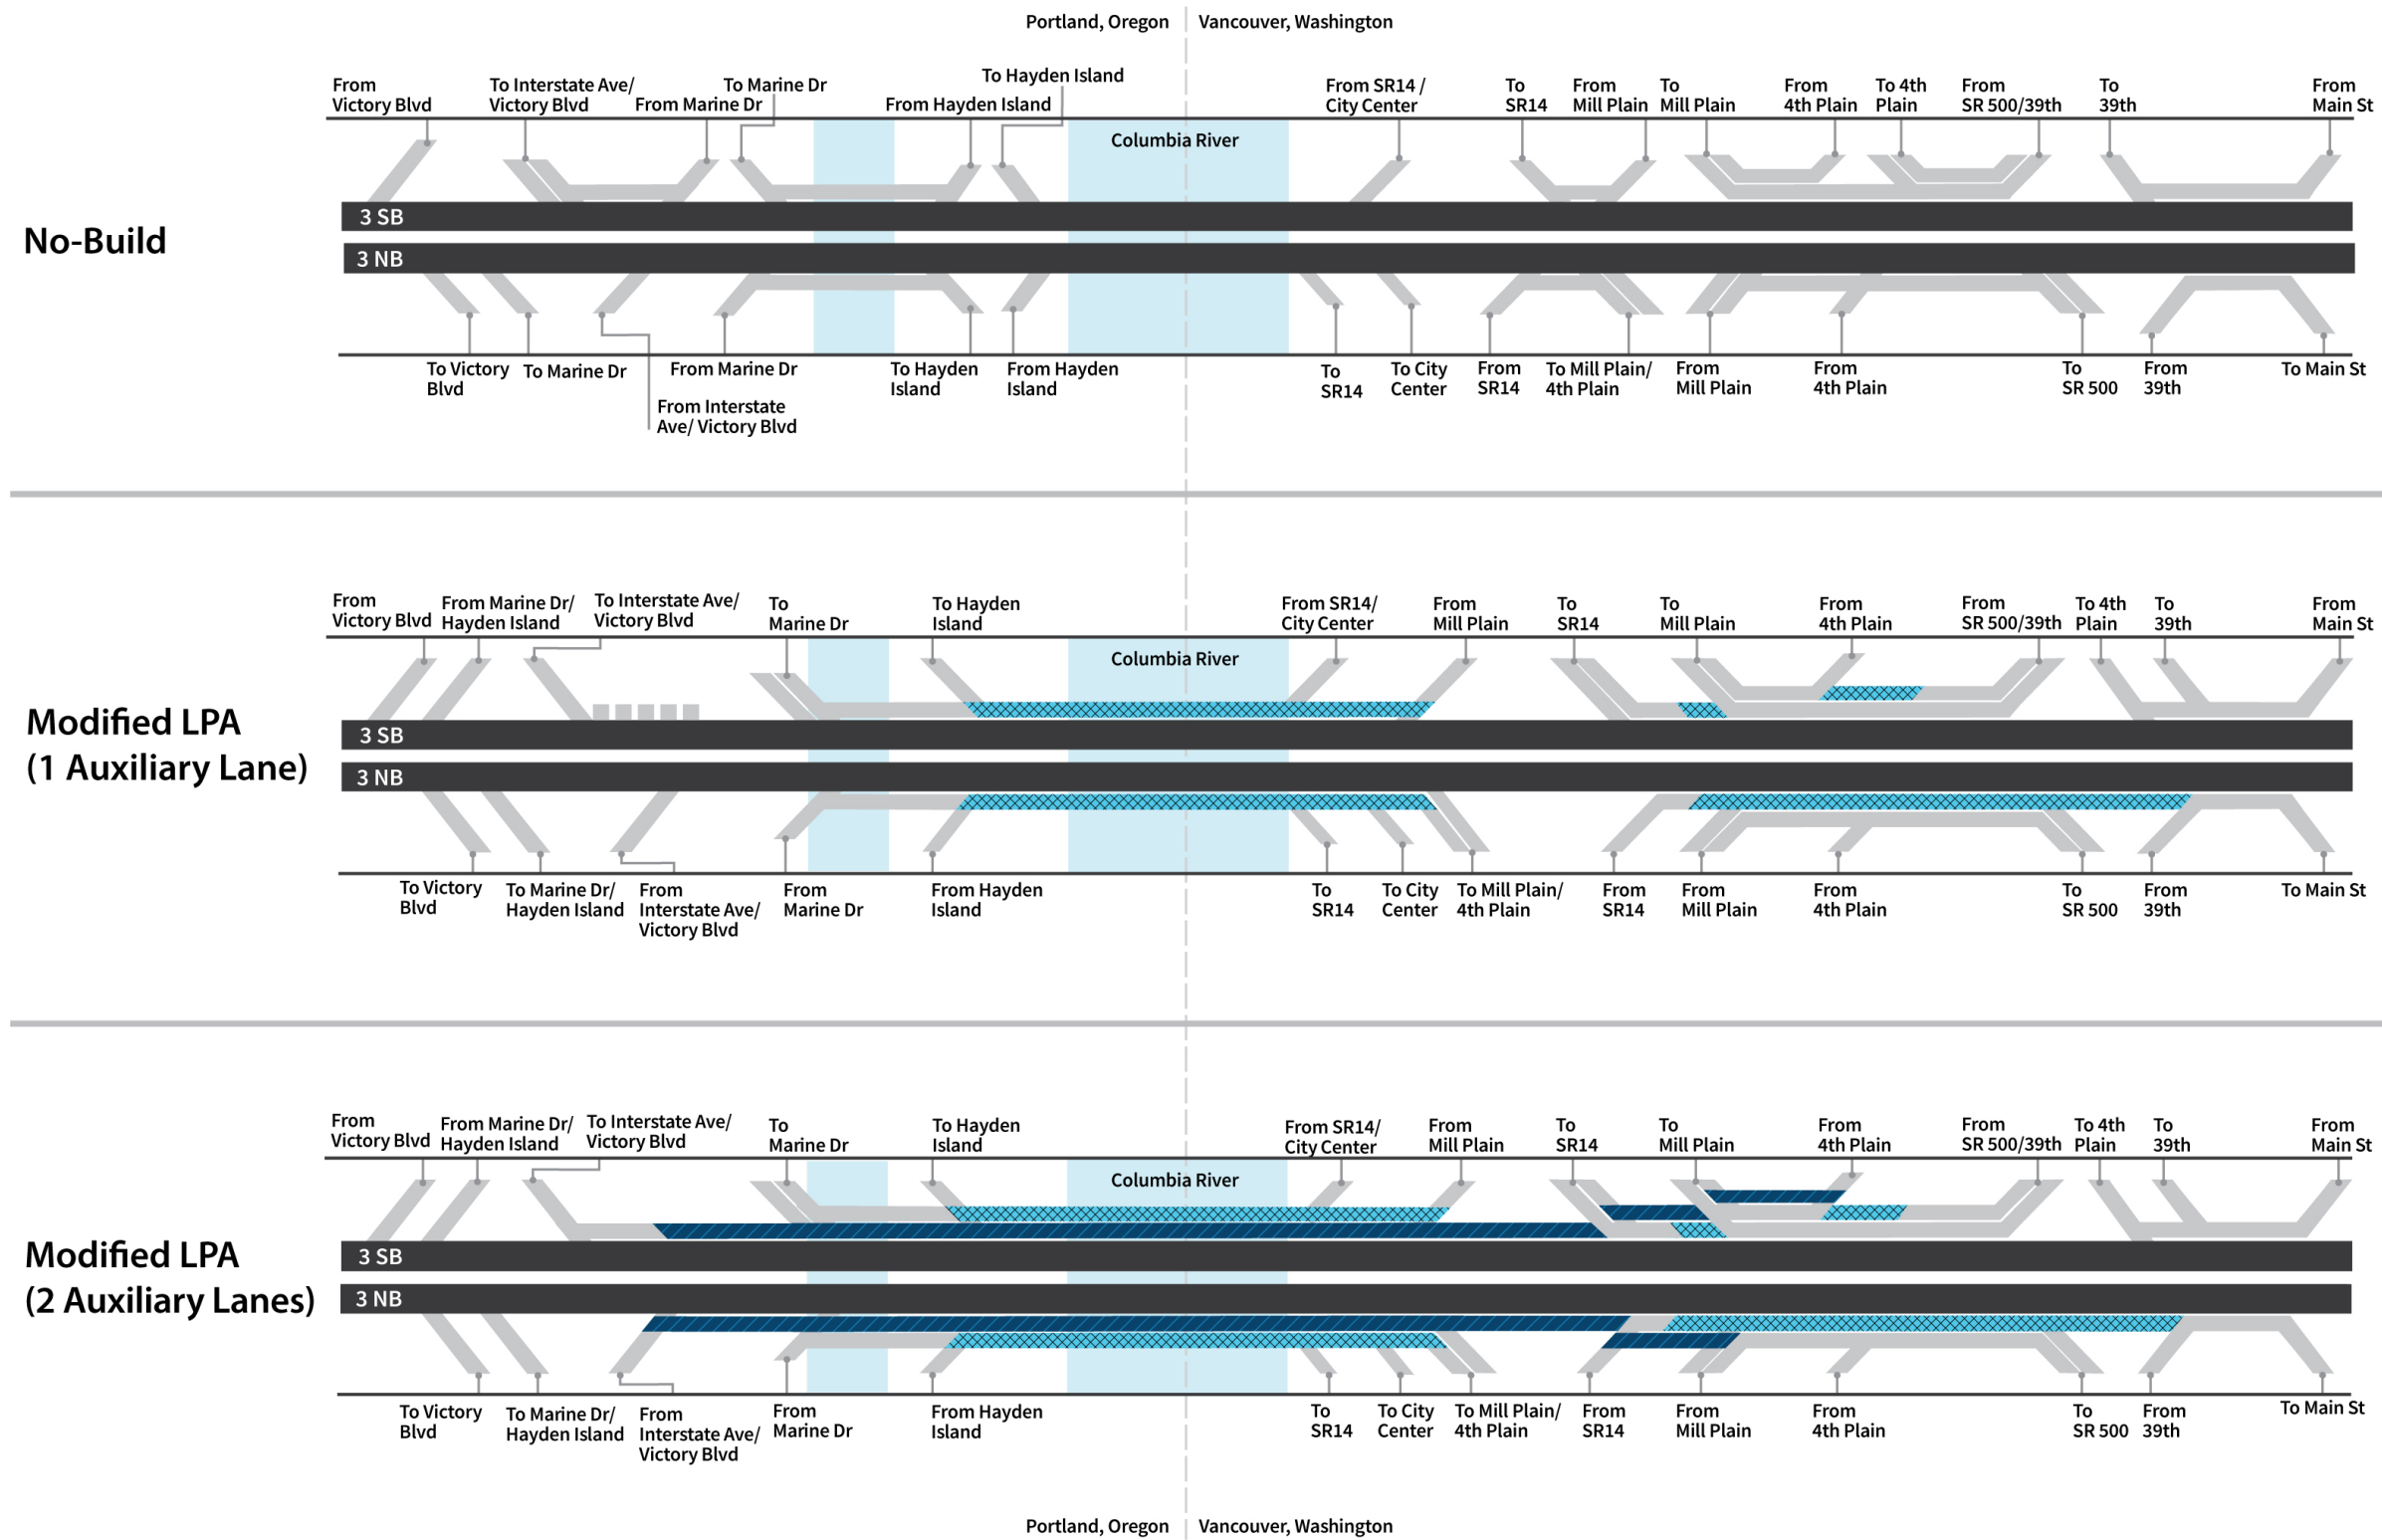 Portland, Oregon
Vancouver, Washington
No-Build
From
Victory Blvd
To Interstate Ave/
Victory Blvd
From Marine Dr
To Marine Dr
From Hayden Island
To Hayden Island
Columbia River
From SR14 /
City Center
To
SR14
From
Mill Plain
To
Mill Plain
From
4th Plain
To 4th
Plain
From
SR 500/39th
To
39th
From
Main St
3 SB
3 NB
To Victory
Blvd
To Marine Dr
From Interstate
Ave/ Victory Blvd
From Marine Dr
To Hayden
Island
From Hayden
Island
To
SR14
To City
Center
From
SR14
To Mill Plain/
4th Plain
From
Mill Plain
From
4th Plain
To
SR 500
From
39th
To Main St
Modified LPA
(1 Auxiliary Lane)
From
Victory Blvd
From Marine Dr/
Hayden Island
To Interstate Ave/
Victory Blvd
To
Marine Dr
To Hayden
Island
Columbia River
From SR14/
City Center
From
Mill Plain
To
SR14
To
Mill Plain
From
4th Plain
From
SR 500/39th
To 4th
Plain
To
39th
From
Main St
3 SB
3 NB
To Victory
Blvd
To Marine Dr/
Hayden Island
From
Interstate Ave/
Victory Blvd
From
Marine Dr
From Hayden
Island
To
SR14
To City
Center
To Mill Plain/
4th Plain
From
SR14
From
Mill Plain
From
4th Plain
To
SR 500
From
39th
To Main St
Modified LPA
(2 Auxiliary Lanes)
From
Victory Blvd
From Marine Dr/
Hayden Island
To Interstate Ave/
Victory Blvd
To
Marine Dr
To Hayden
Island
Columbia River
From SR14/
City Center
From
Mill Plain
To
SR14
To
Mill Plain
From
4th Plain
From
SR 500/39th
To 4th
Plain
To
39th
From
Main St
3 SB
3 NB
To Victory
Blvd
To Marine Dr/
Hayden Island
From
Interstate Ave/
Victory Blvd
From
Marine Dr
From Hayden
Island
To
SR14
To City
Center
To Mill Plain/
4th Plain
From
SR14
From
Mill Plain
From
4th Plain
To
SR 500
From
39th
To Main St
Portland, Oregon
Vancouver, Washington